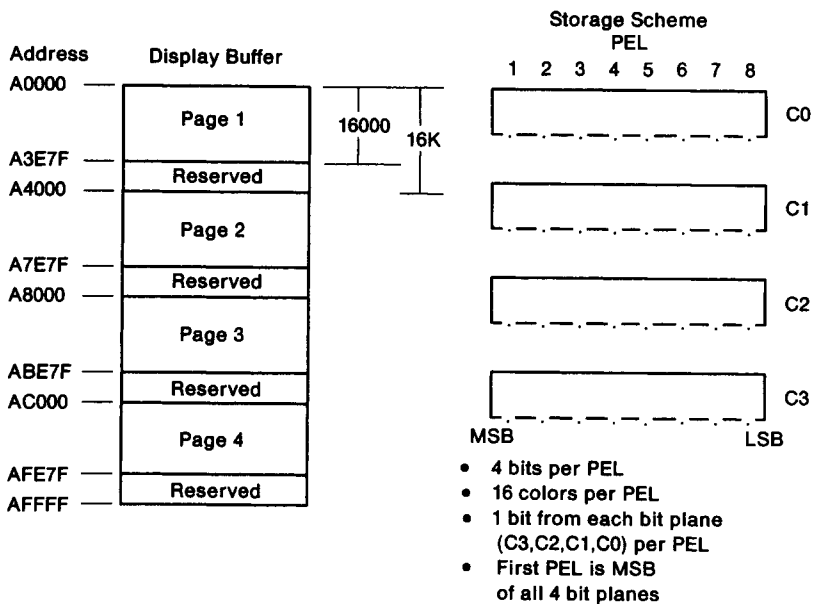 Address
Display Buffer
A0000
Page 1
A3E7F
Reserved
A4000
Page 2
A7E7F
Reserved
A8000
Page 3
ABE7F
Reserved
AC000
Page 4
AFE7F
Reserved
AFFFF
16000
16K
Storage Scheme
PEL
1 2 3 4 5 6 7 8
C0
C1
C2
C3
MSB
LSB
• 4 bits per PEL
• 16 colors per PEL
• 1 bit from each bit plane
(C3,C2,C1,C0) per PEL
• First PEL is MSB
of all 4 bit planes